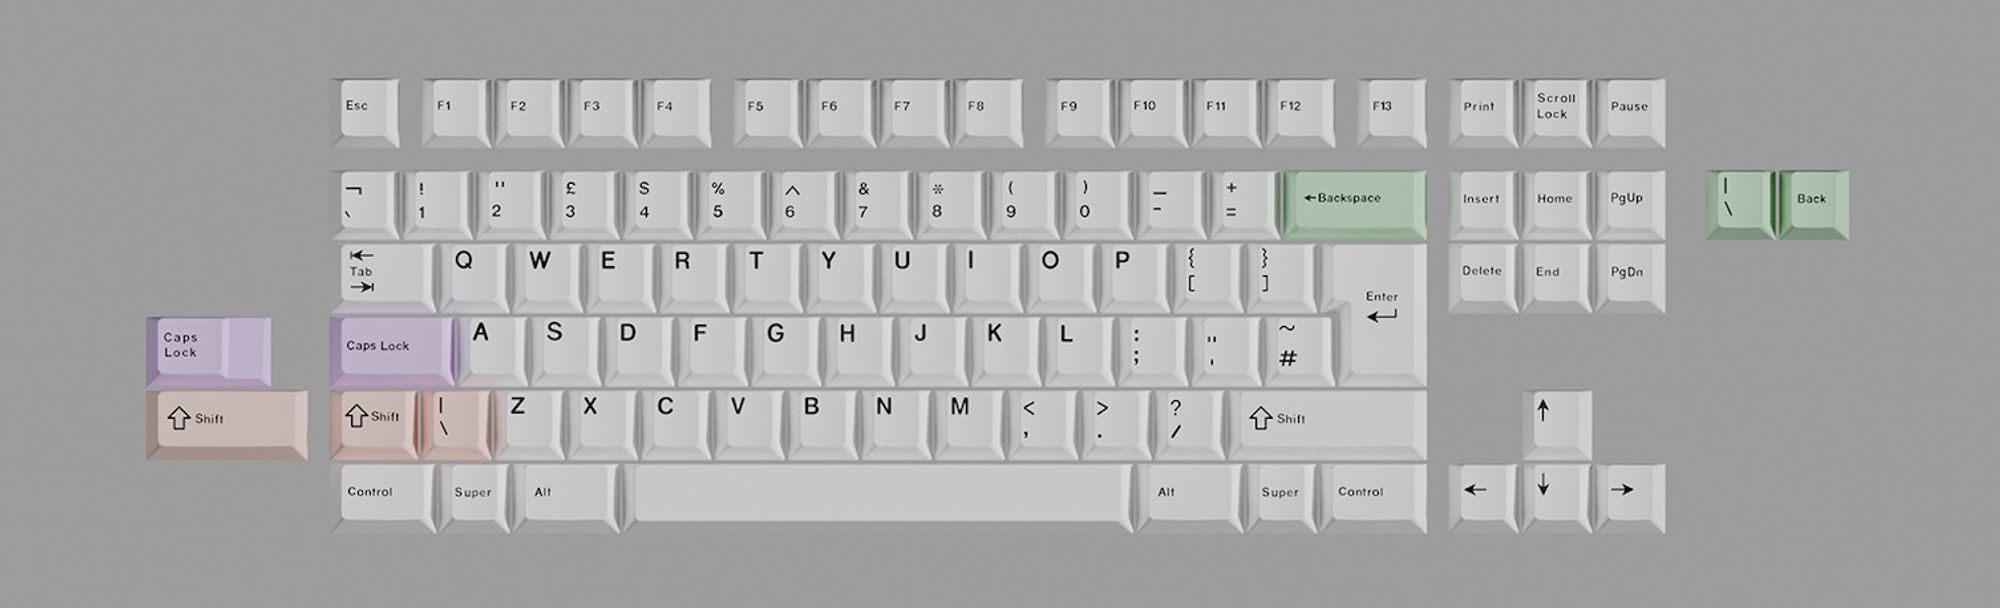 Esc F1 F2 F3 F4 F5 F6 F7 F8 F9 F10 F11 F12 F13 Print Scroll Lock Pause
¬ ! " £ $ % ^ & * ( ) _ +
` 1 2 3 4 5 6 7 8 9 0 - = ←Backspace Insert Home PgUp | \ Back
Tab Q W E R T Y U I O P { [ } ] Enter Delete End PgDn
Caps Lock Caps Lock A S D F G H J K L : ; " ' ~ #
Shift Shift | \ Z X C V B N M < , > . ? / Shift ↑
Control Super Alt Alt Super Control ← ↓ →